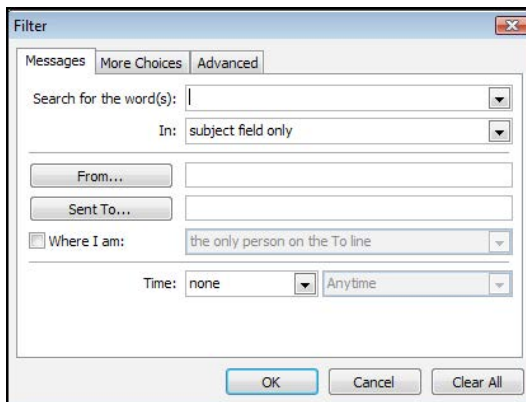 Filter
Messages More Choices Advanced
Search for the word(s):
In: subject field only
From...
Sent To...
Where I am: the only person on the To line
Time: none Anytime
OK Cancel Clear All